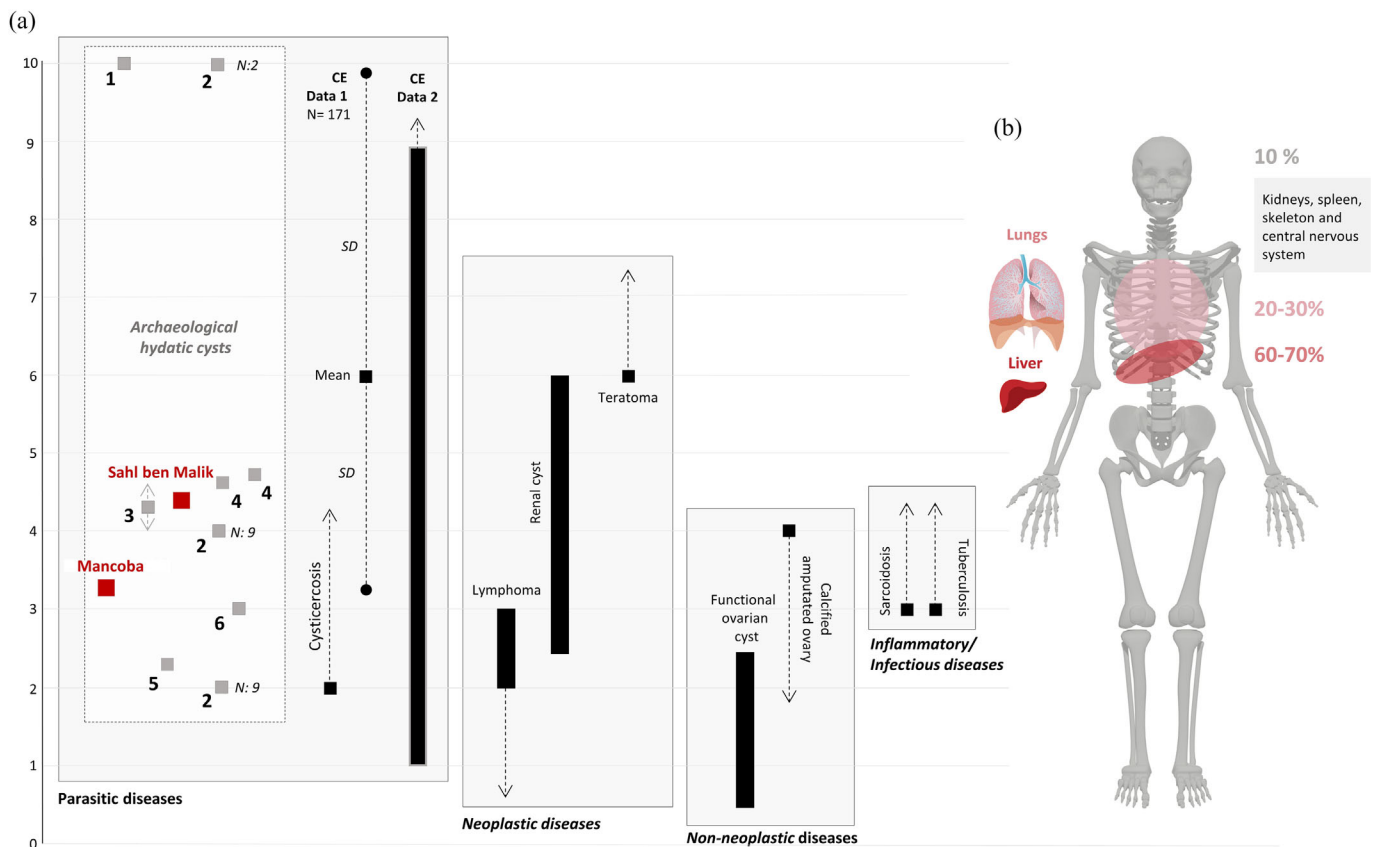 (a)
10
9
8
7
6
5
4
3
2
1
0
1
2
N:2
CE
Data 1
N= 171
CE
Data 2
SD
Archaeological
hydatic cysts
Mean
SD
Sahl ben Malik
3
4
4
2
N: 9
Mancoba
6
5
2
N: 9
Cysticercosis
Parasitic diseases
Lymphoma
Renal cyst
Teratoma
Neoplastic diseases
Functional
ovarian
cyst
Calcified
amputated ovary
Non-neoplastic diseases
Sarcoidosis
Tuberculosis
Inflammatory/
Infectious diseases
(b)
10 %
Kidneys, spleen,
skeleton and
central nervous
system
Lungs
20-30%
60-70%
Liver